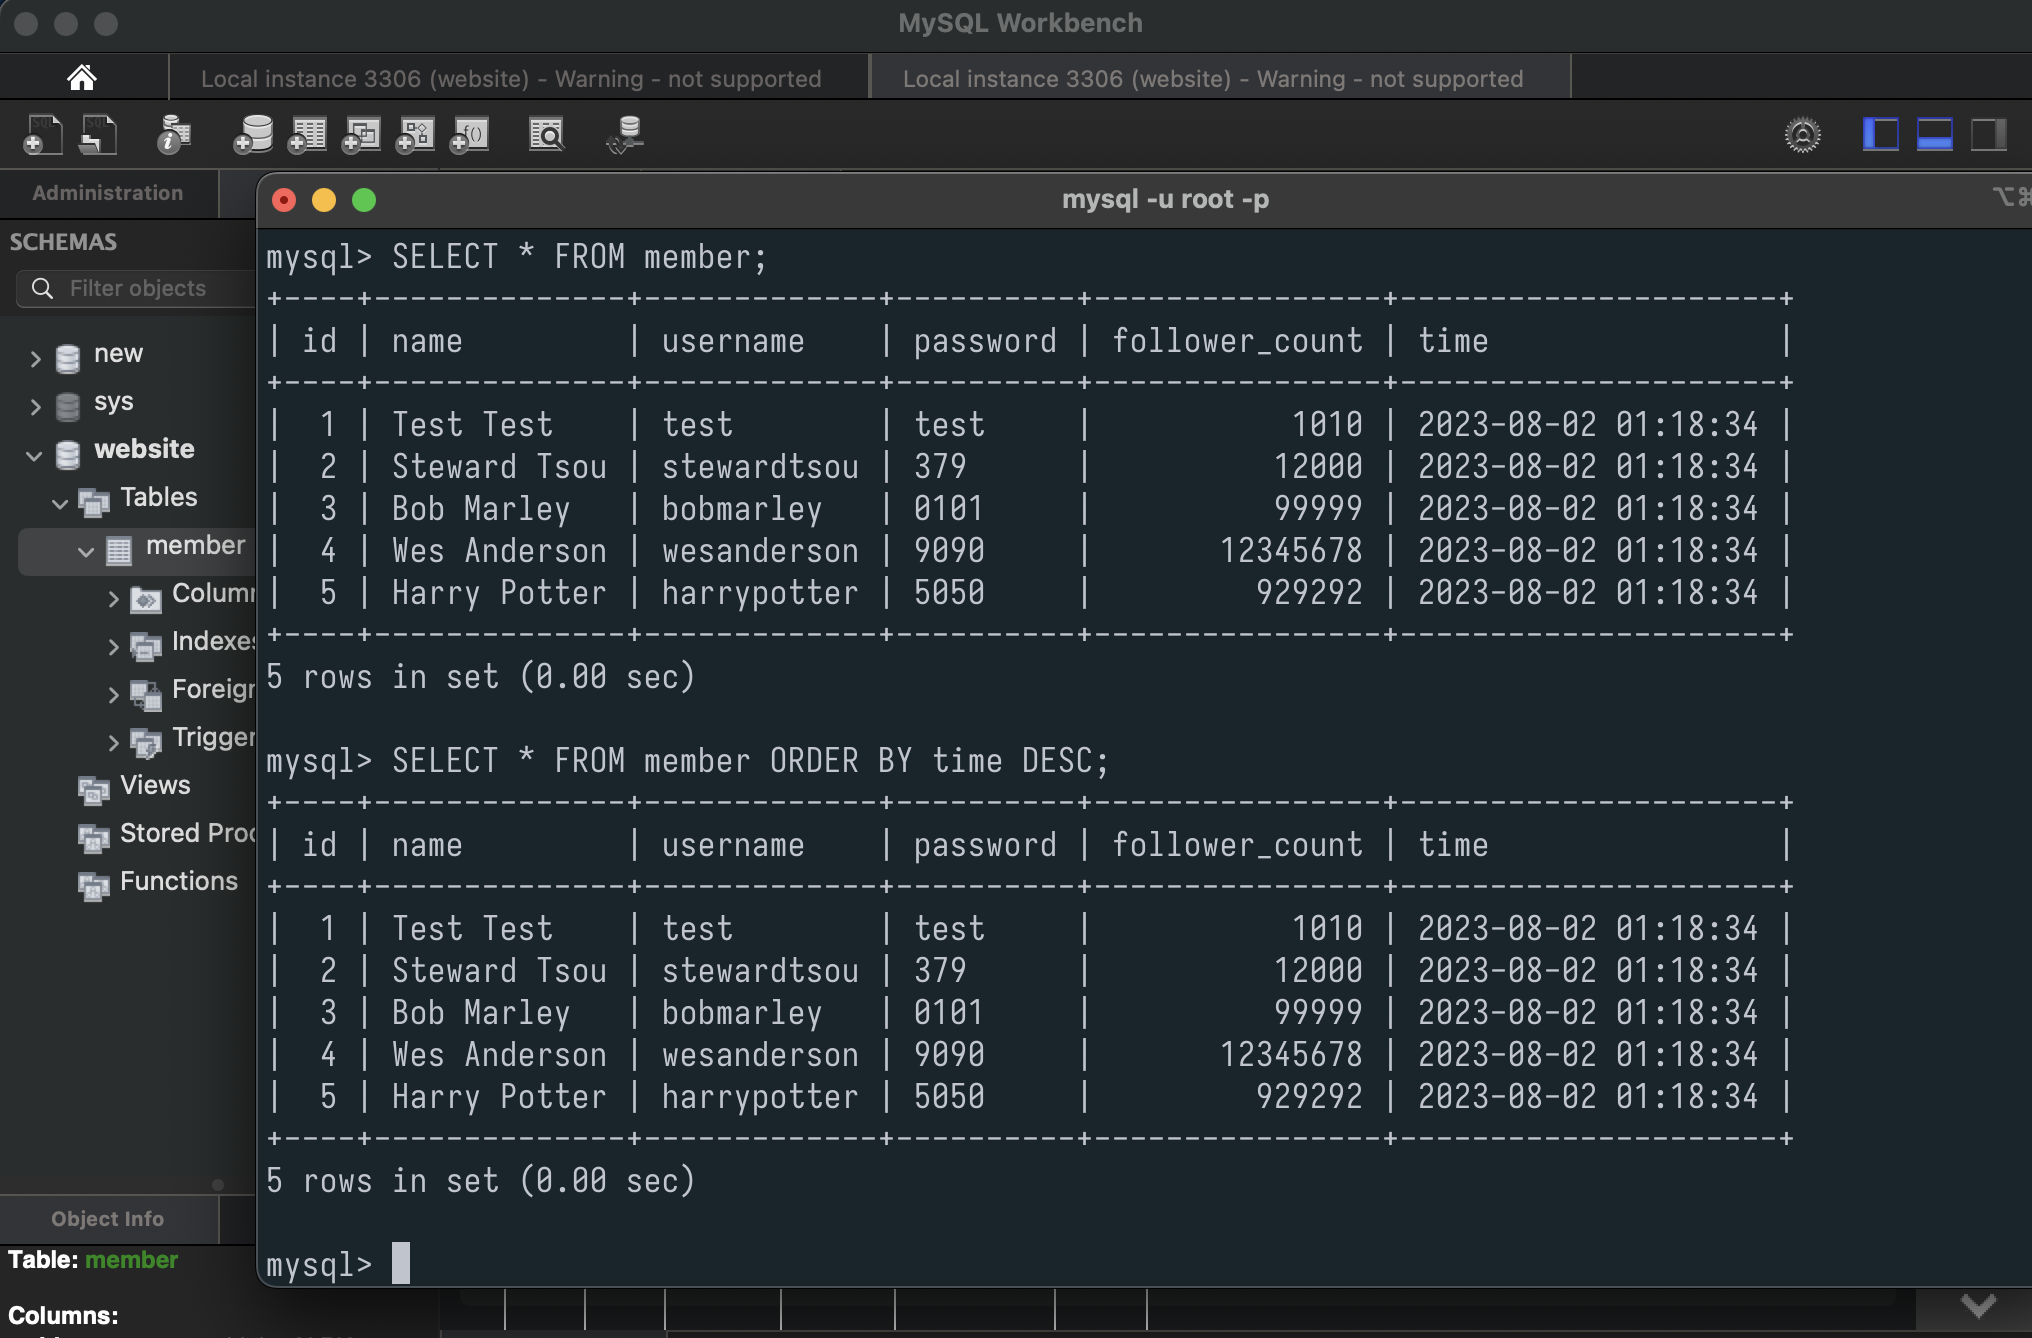 MySQL Workbench
Local instance 3306 (website) - Warning - not supported
Local instance 3306 (website) - Warning - not supported
Administration
SCHEMAS
Filter objects
new
sys
website
Tables
member
Indexes
Views
Stored
Functions
Object Info
Table: member
Columns:
mysql -u root -p
mysql> SELECT * FROM member;
+----+--------------+-------------+----------+----------------+---------------------+
| id | name         | username    | password | follower_count | time                |
+----+--------------+-------------+----------+----------------+---------------------+
|  1 | Test Test    | test        | test     |           1010 | 2023-08-02 01:18:34 |
|  2 | Steward Tsou | stewardtsou | 379      |          12000 | 2023-08-02 01:18:34 |
|  3 | Bob Marley   | bobmarley   | 0101     |          99999 | 2023-08-02 01:18:34 |
|  4 | Wes Anderson | wesanderson | 9090     |       12345678 | 2023-08-02 01:18:34 |
|  5 | Harry Potter | harrypotter | 5050     |         929292 | 2023-08-02 01:18:34 |
+----+--------------+-------------+----------+----------------+---------------------+
5 rows in set (0.00 sec)
mysql> SELECT * FROM member ORDER BY time DESC;
+----+--------------+-------------+----------+----------------+---------------------+
| id | name         | username    | password | follower_count | time                |
+----+--------------+-------------+----------+----------------+---------------------+
|  1 | Test Test    | test        | test     |           1010 | 2023-08-02 01:18:34 |
|  2 | Steward Tsou | stewardtsou | 379      |          12000 | 2023-08-02 01:18:34 |
|  3 | Bob Marley   | bobmarley   | 0101     |          99999 | 2023-08-02 01:18:34 |
|  4 | Wes Anderson | wesanderson | 9090     |       12345678 | 2023-08-02 01:18:34 |
|  5 | Harry Potter | harrypotter | 5050     |         929292 | 2023-08-02 01:18:34 |
+----+--------------+-------------+----------+----------------+---------------------+
5 rows in set (0.00 sec)
mysql>